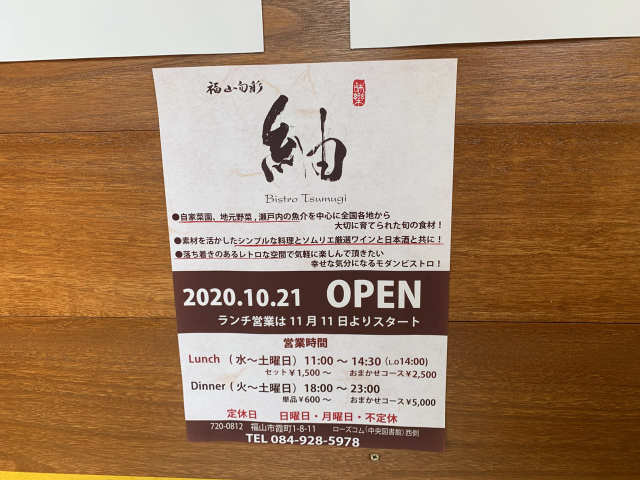 福山旬彩
紬
Bistro Tsumugi
●自家菜園、地元野菜，瀬戸内の魚介を中心に全国各地から
大切に育てられた旬の食材！
●素材を活かしたシンプルな料理とソムリエ厳選ワインと日本酒と共に！
●落ち着きのあるレトロな空間で気軽に楽しんで頂きたい
幸せな気分になるモダンビストロ！
2020.10.21 OPEN
ランチ営業は11月11日よりスタート
営業時間
Lunch （水～土曜日）11:00 ～ 14:30 (L.o14:00)
セット¥1,500～ おまかせコース¥2,500
Dinner（火～土曜日）18:00 ～ 23:00
単品¥600～ おまかせコース¥5,000
定休日 日曜日・月曜日・不定休
720-0812 福山市霞町1-8-11 ローズコム（中央図書館）西側
TEL 084-928-5978